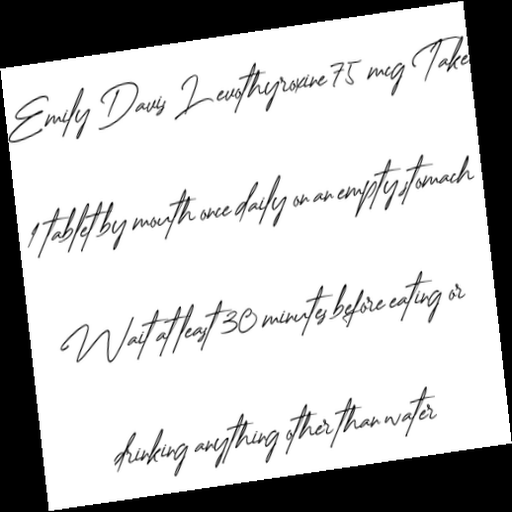 Emily Davis Levothyroxine 75 mcg Take
1 tablet by mouth once daily on an empty stomach
Wait at least 30 minutes before eating or
drinking anything other than water